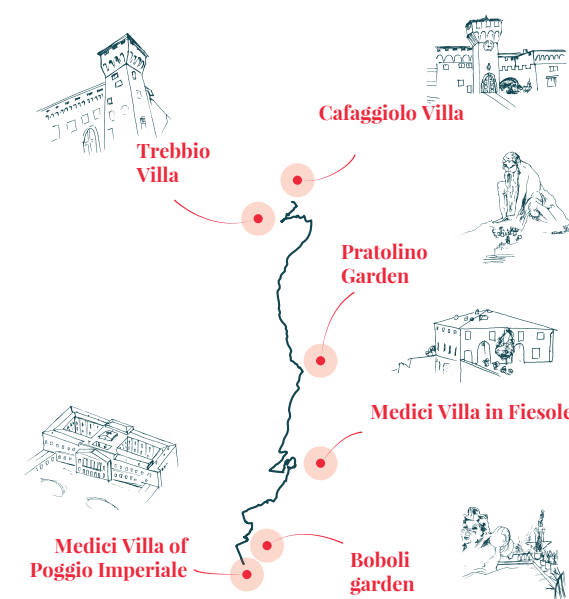 Cafaggiolo Villa
Trebbio
Villa
Pratolino
Garden
Medici Villa in Fiesole
Medici Villa of
Poggio Imperiale
Boboli
garden